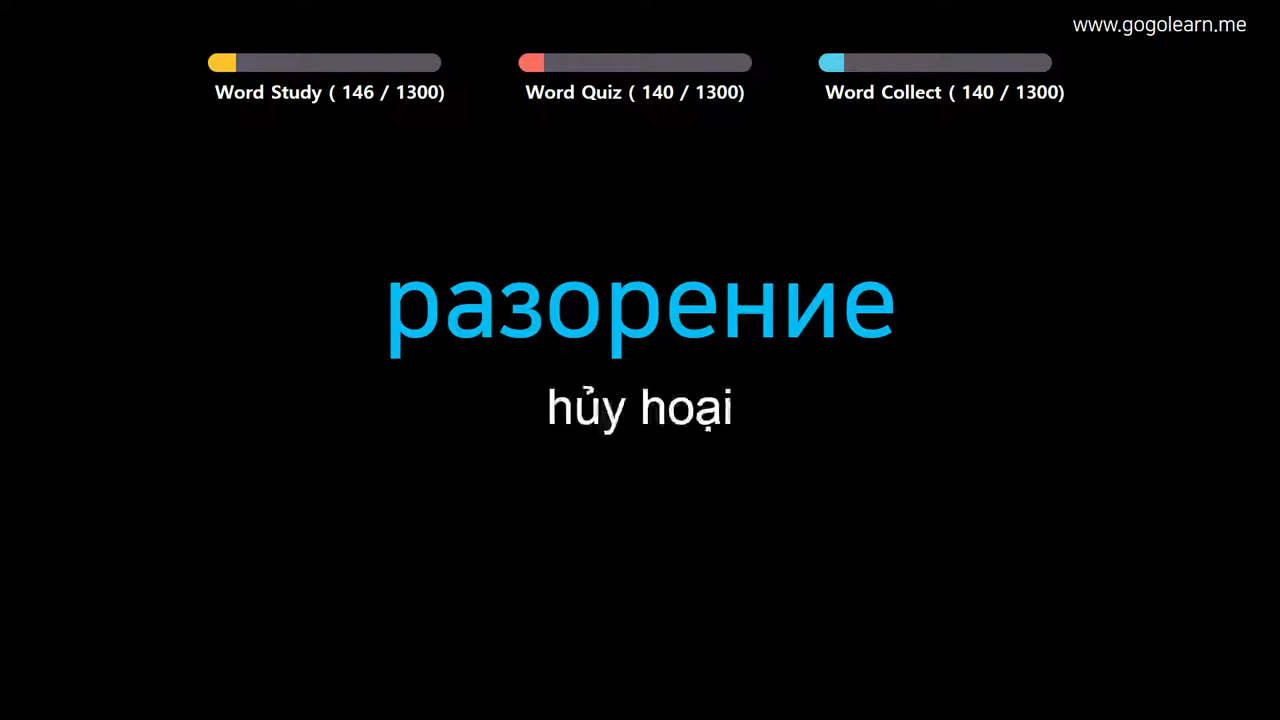 www.gogolearn.me
Word Study ( 146 / 1300)
Word Quiz ( 140 / 1300)
Word Collect ( 140 / 1300)
разорение
hủy hoại